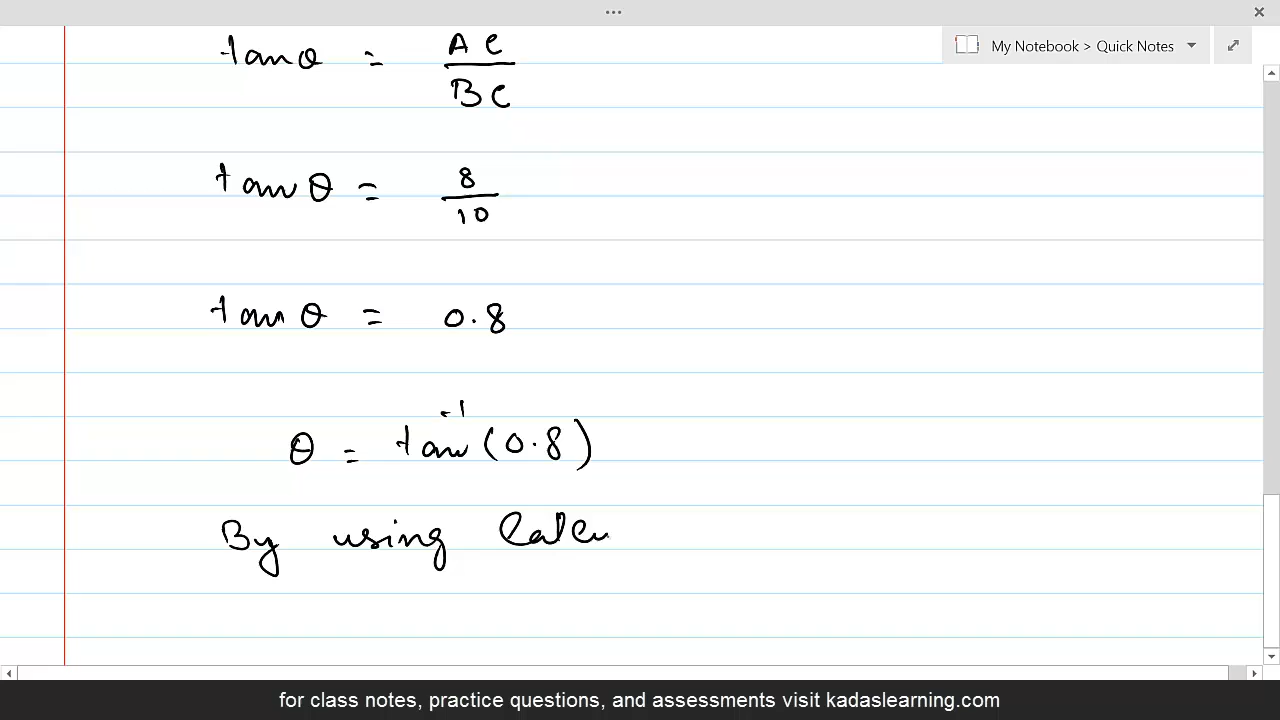 My Notebook > Quick Notes
tanθ = AC/BC
tanθ = 8/10
tanθ = 0.8
θ = tan⁻¹(0.8)
By using Calcu
for class notes, practice questions, and assessments visit kadaslearning.com